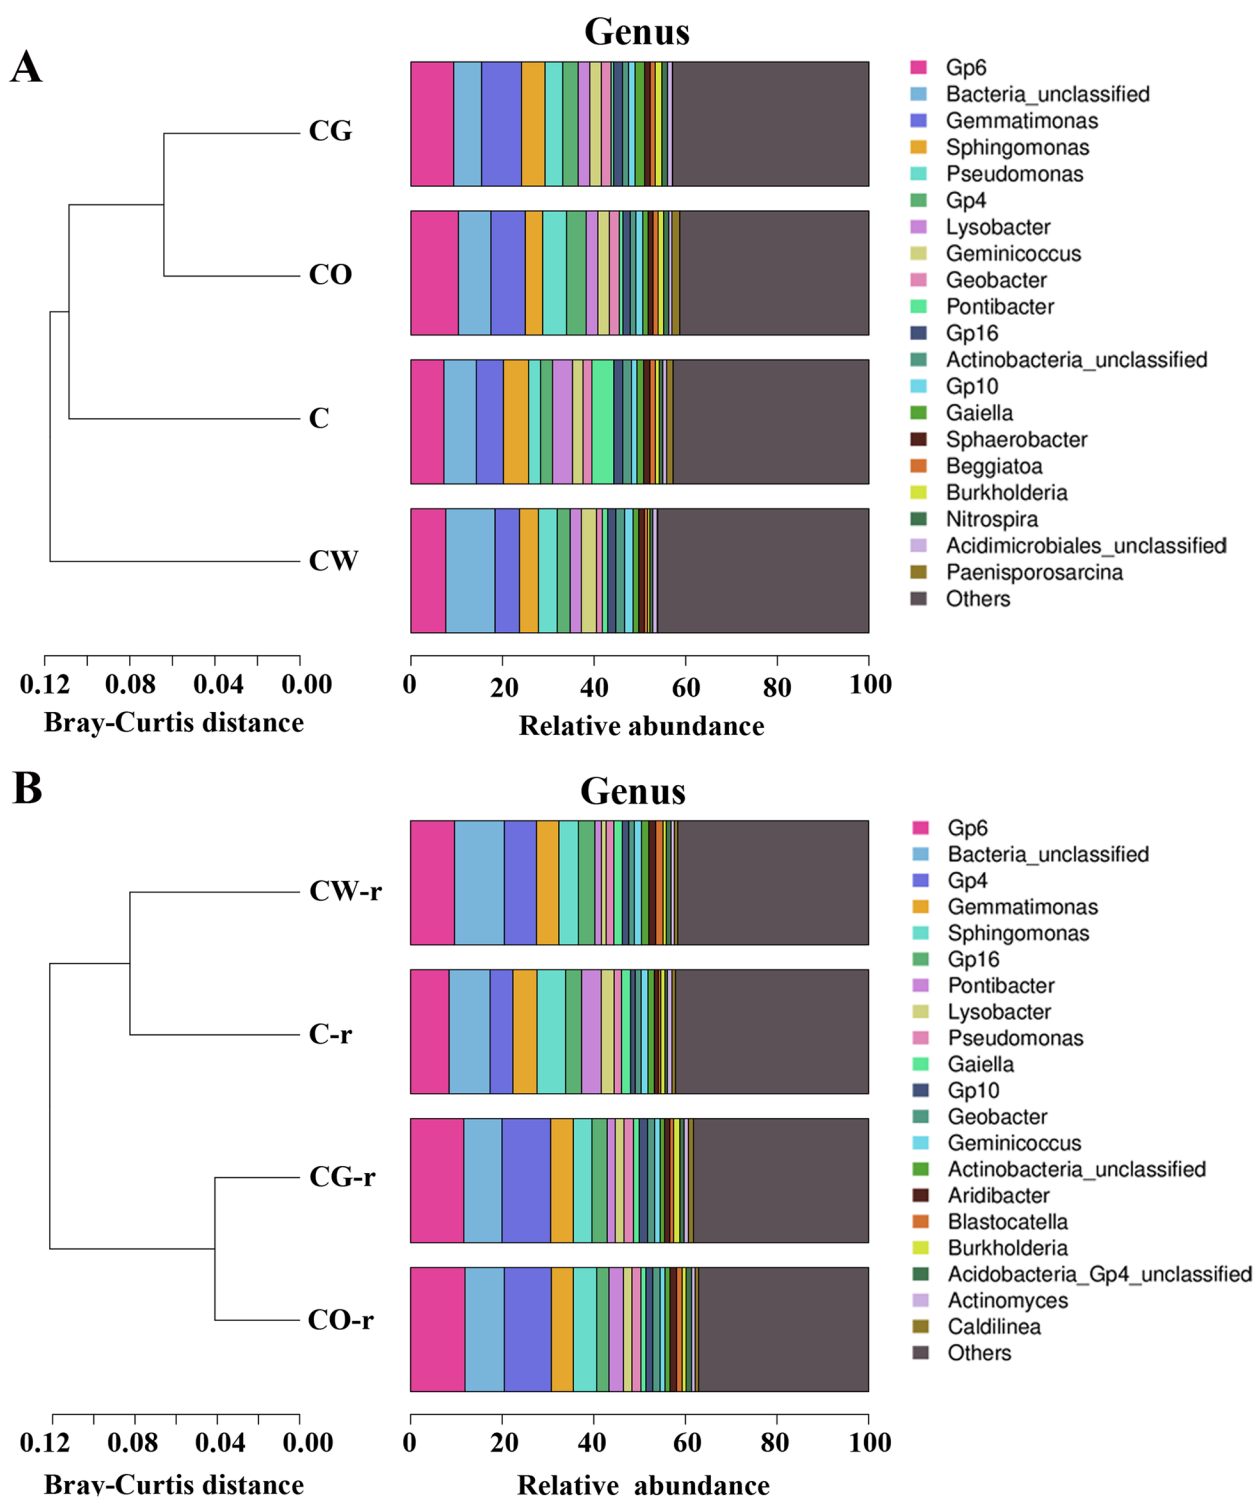 A
Genus
CG
CO
C
CW
Gp6
Bacteria_unclassified
Gemmatimonas
Sphingomonas
Pseudomonas
Gp4
Lysobacter
Geminicoccus
Geobacter
Pontibacter
Gp16
Actinobacteria_unclassified
Gp10
Gaiella
Sphaerobacter
Beggiatoa
Burkholderia
Nitrospira
Acidimicrobiales_unclassified
Paenisporosarcina
Others
0.12 0.08 0.04 0.00
Bray-Curtis distance
0 20 40 60 80 100
Relative abundance
B
Genus
CW-r
C-r
CG-r
CO-r
Gp6
Bacteria_unclassified
Gp4
Gemmatimonas
Sphingomonas
Gp16
Pontibacter
Lysobacter
Pseudomonas
Gaiella
Gp10
Geobacter
Geminicoccus
Actinobacteria_unclassified
Aridibacter
Blastocatella
Burkholderia
Acidobacteria_Gp4_unclassified
Actinomyces
Caldilinea
Others
0.12 0.08 0.04 0.00
Bray-Curtis distance
0 20 40 60 80 100
Relative abundance